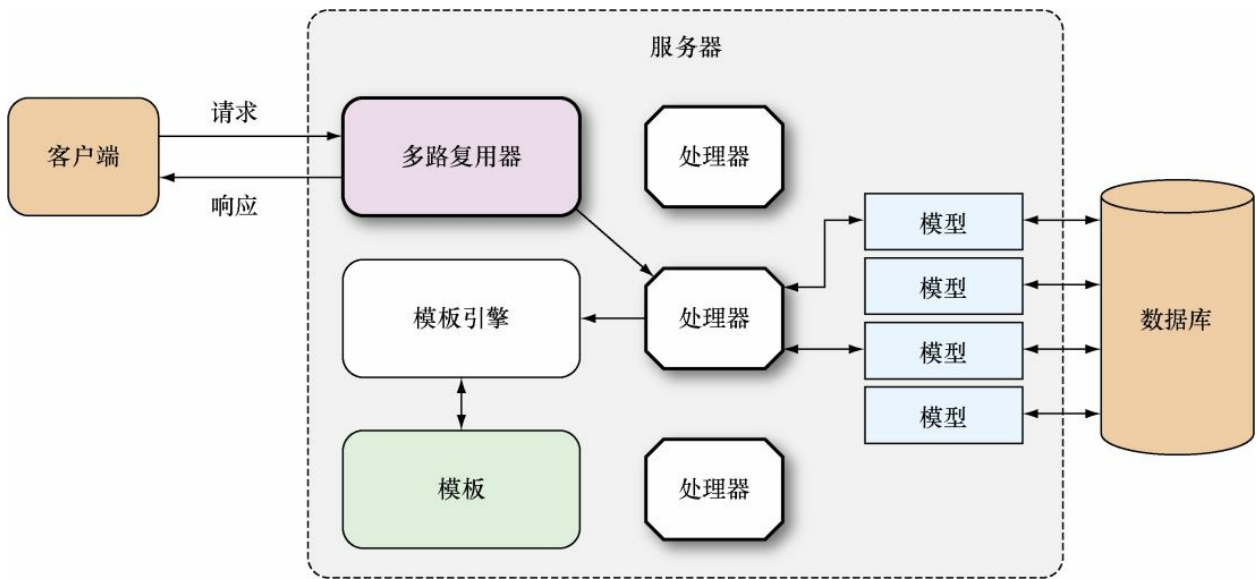 服务器
请求
客户端
响应
多路复用器
处理器
模型
模板引擎
处理器
模型
数据库
模型
模型
模板
处理器